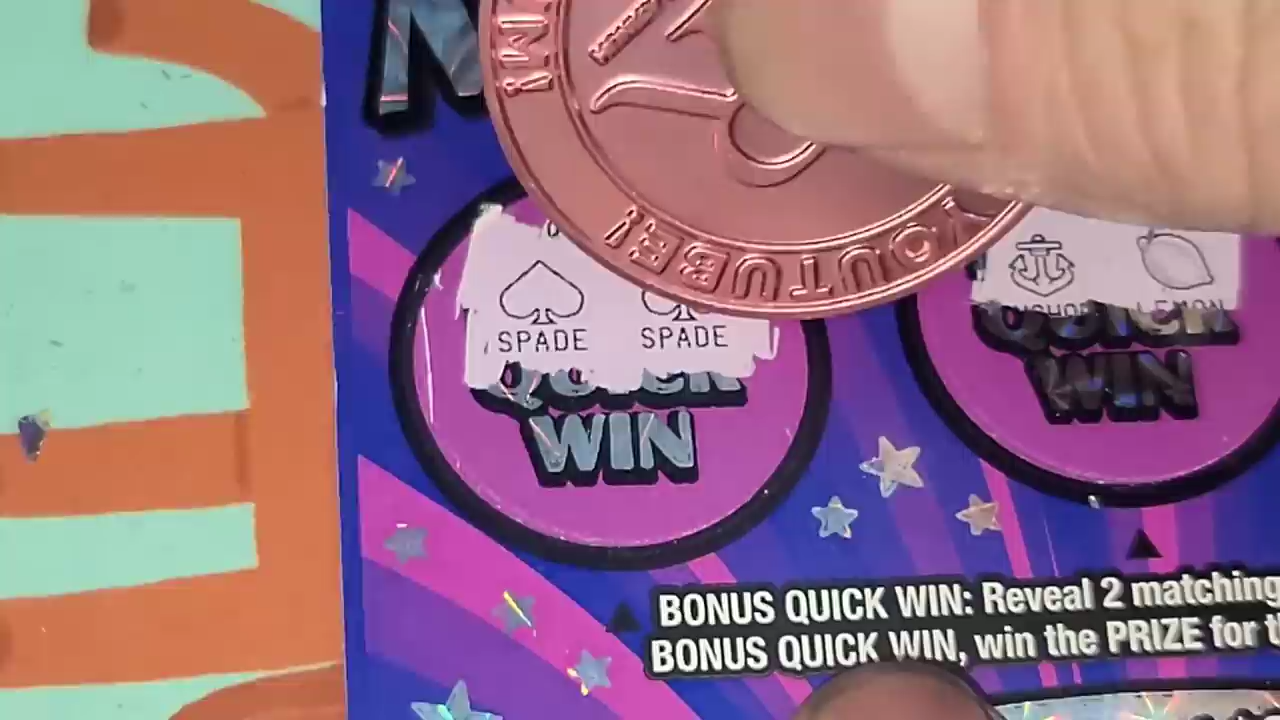 M!
YOUTUBE!!
SPADE SPADE
QUICK
WIN
LEMON
QUICK
WIN
BONUS QUICK WIN: Reveal 2 matching
BONUS QUICK WIN, win the PRIZE for